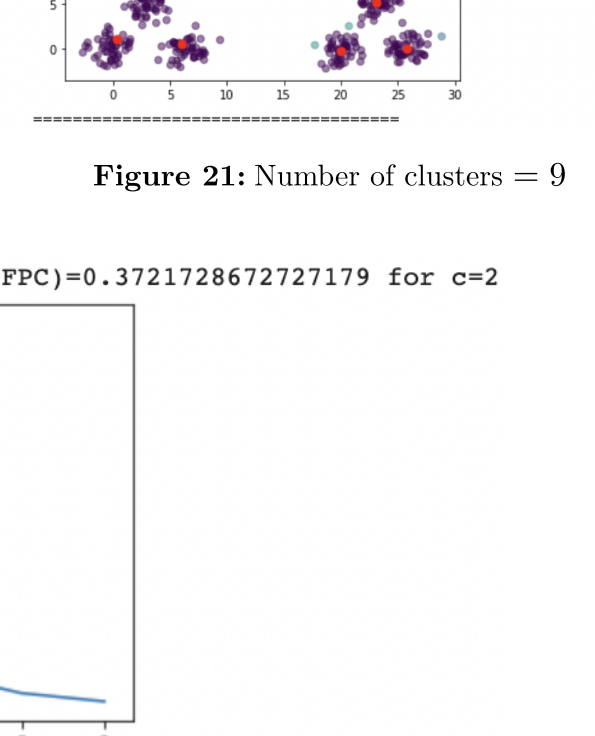 5
0
0 5 10 15 20 25 30
=====================================
Figure 21: Number of clusters = 9
FPC)=0.3721728672727179 for c=2